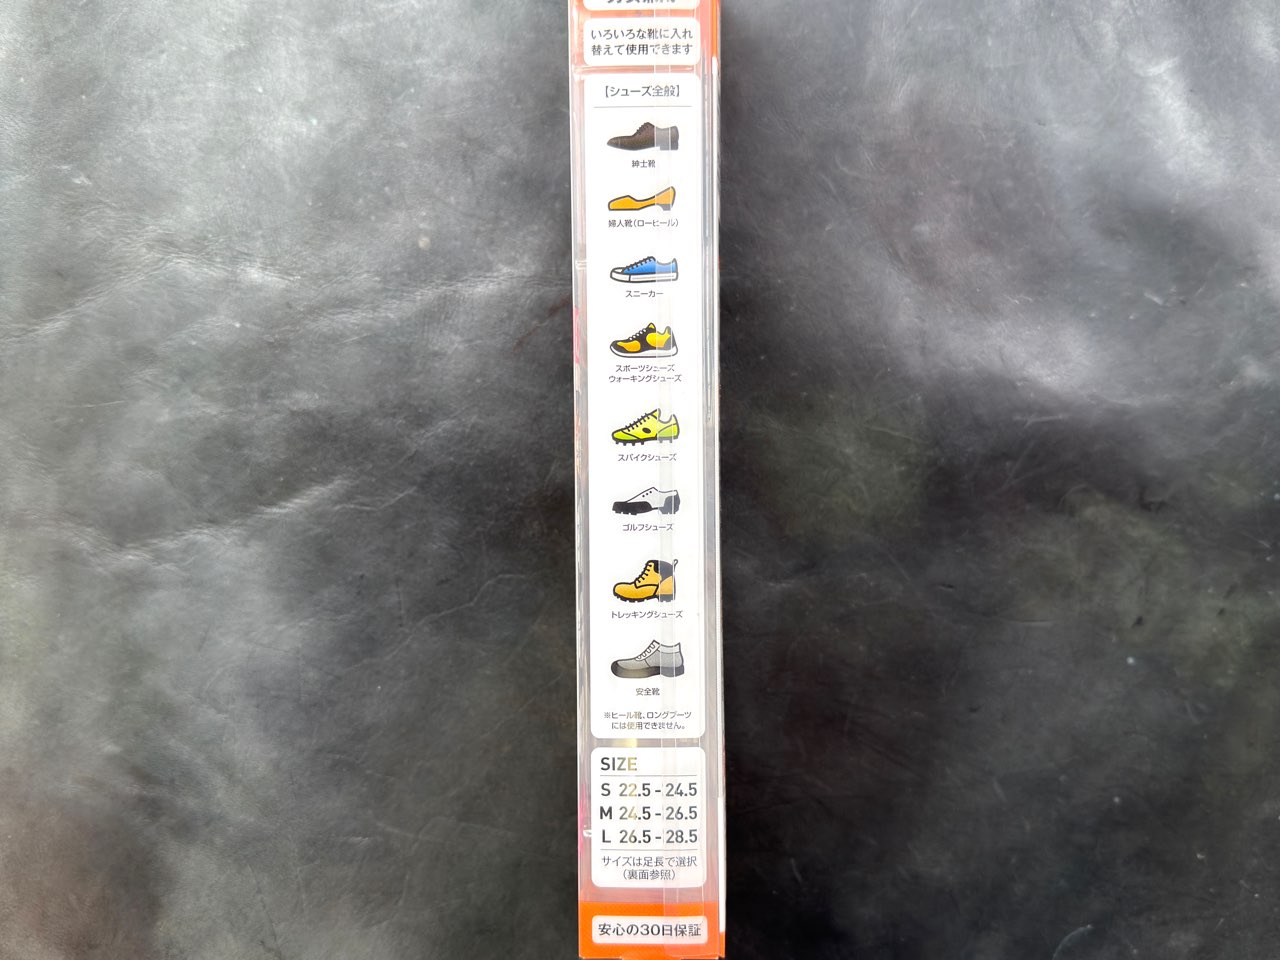 いろいろな靴に入れ
替えて使用できます
【シューズ全般】
紳士靴
婦人靴(ローヒール)
スニーカー
スポーツシューズ
ウォーキングシューズ
スパイクシューズ
ゴルフシューズ
トレッキングシューズ
安全靴
※ヒール靴、ロングブーツ
には使用できません。
SIZE
S 22.5 - 24.5
M 24.5 - 26.5
L 26.5 - 28.5
サイズは足長で選択
(裏面参照)
安心の30日保証